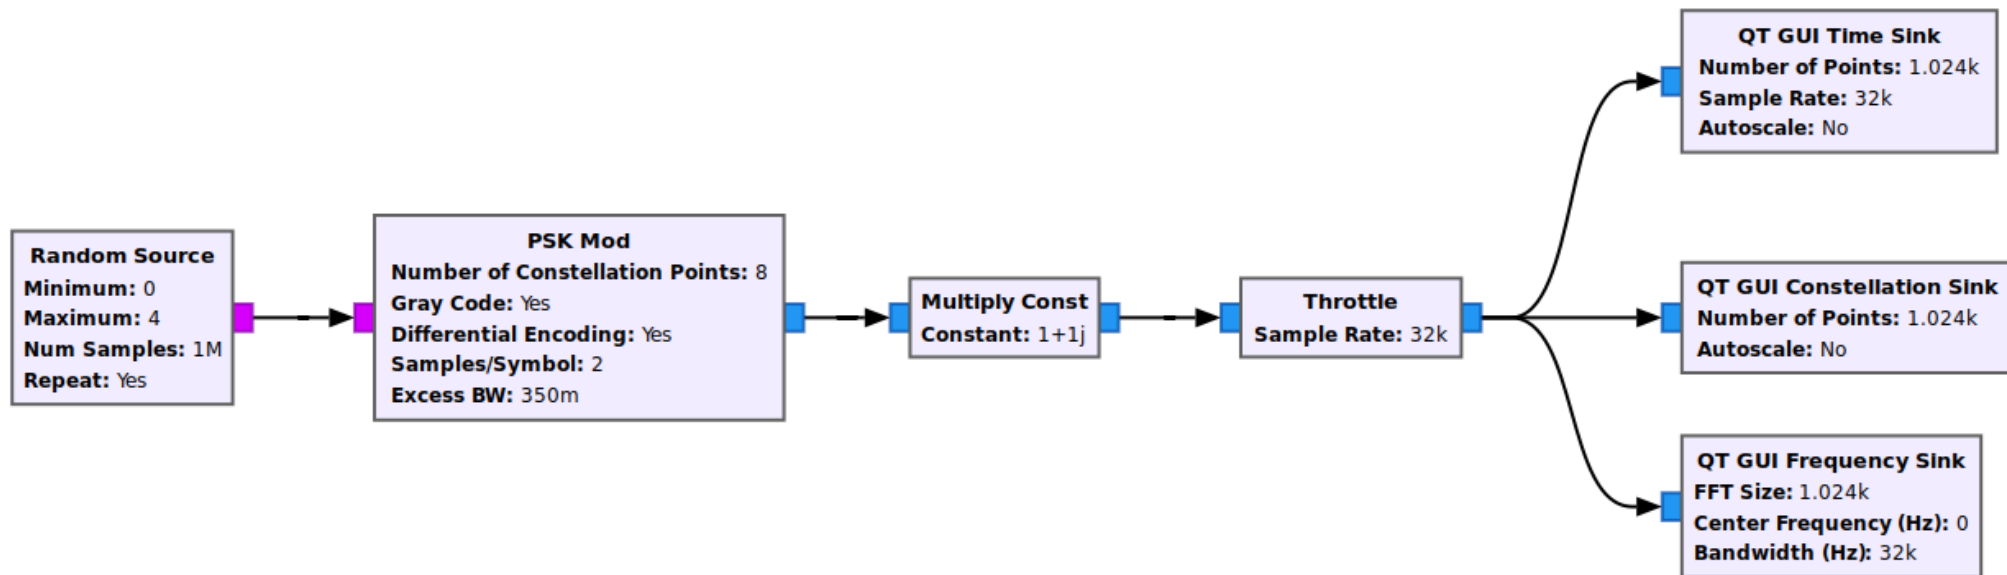 Random Source
Minimum: 0
Maximum: 4
Num Samples: 1M
Repeat: Yes
PSK Mod
Number of Constellation Points: 8
Gray Code: Yes
Differential Encoding: Yes
Samples/Symbol: 2
Excess BW: 350m
Multiply Const
Constant: 1+1j
Throttle
Sample Rate: 32k
QT GUI Time Sink
Number of Points: 1.024k
Sample Rate: 32k
Autoscale: No
QT GUI Constellation Sink
Number of Points: 1.024k
Autoscale: No
QT GUI Frequency Sink
FFT Size: 1.024k
Center Frequency (Hz): 0
Bandwidth (Hz): 32k